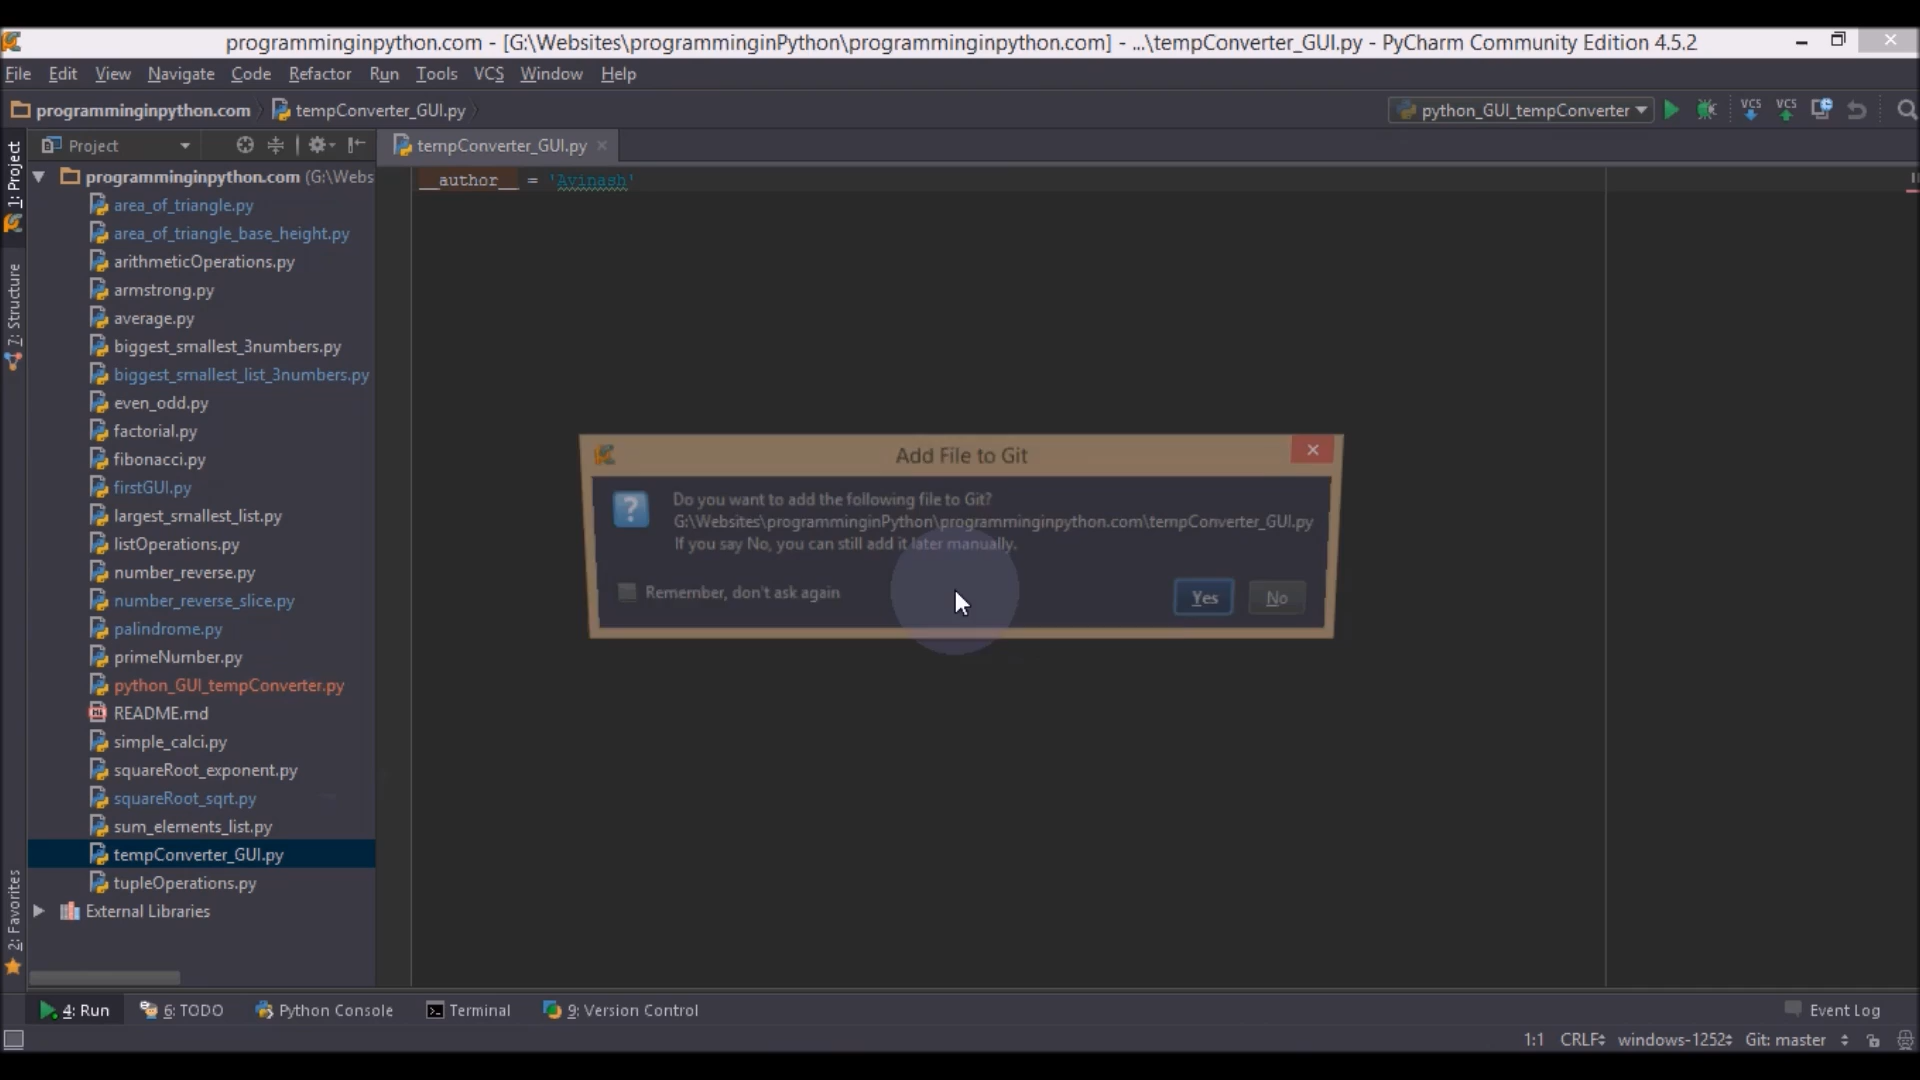 programminginpython.com - [G:\Websites\programminginPython\programminginpython.com] - ...\tempConverter_GUI.py - PyCharm Community Edition 4.5.2
File Edit View Navigate Code Refactor Run Tools VCS Window Help
programminginpython.com tempConverter_GUI.py python_GUI_tempConverter VCS VCS
Project tempConverter_GUI.py
1: Project
7: Structure
2: Favorites
programminginpython.com (G:\Webs
area_of_triangle.py
area_of_triangle_base_height.py
arithmeticOperations.py
armstrong.py
average.py
biggest_smallest_3numbers.py
biggest_smallest_list_3numbers.py
even_odd.py
factorial.py
fibonacci.py
firstGUI.py
largest_smallest_list.py
listOperations.py
number_reverse.py
number_reverse_slice.py
palindrome.py
primeNumber.py
python_GUI_tempConverter.py
README.md
simple_calci.py
squareRoot_exponent.py
squareRoot_sqrt.py
sum_elements_list.py
tempConverter_GUI.py
tupleOperations.py
External Libraries
__author__ = 'Avinash'
Add File to Git
Do you want to add the following file to Git?
G:\Websites\programminginPython\programminginpython.com\tempConverter_GUI.py
If you say No, you can still add it later manually.
Remember, don't ask again Yes No
4: Run 6: TODO Python Console Terminal 9: Version Control Event Log
1:1 CRLF windows-1252 Git: master